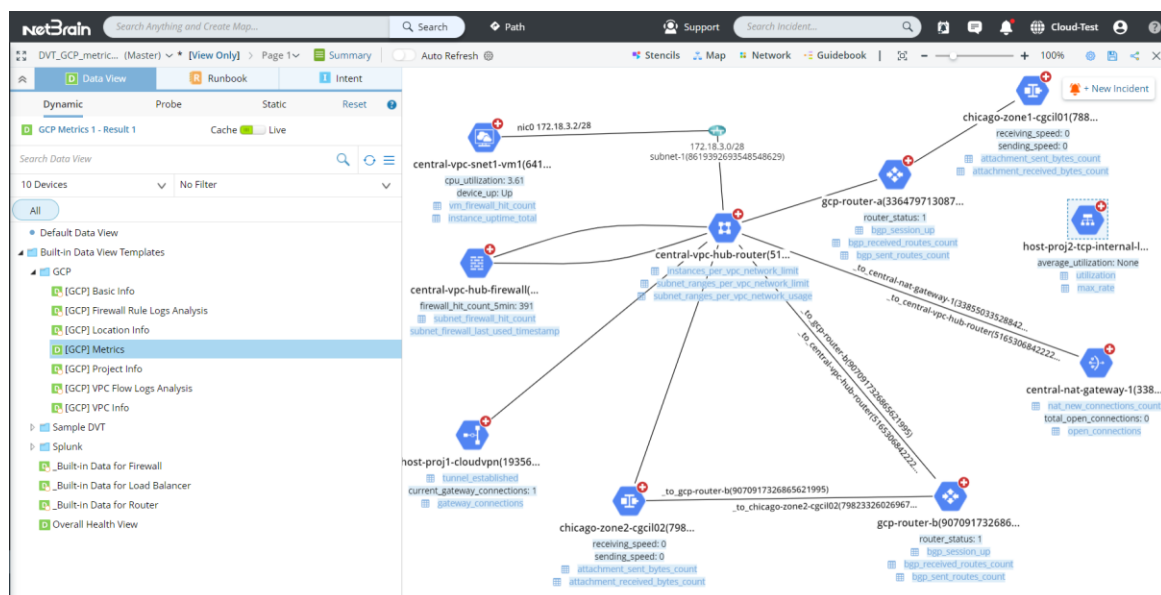 NetBrain
Search Anything and Create Map...
Search
Path
Support
Search Incident...
Cloud-Test
DVT_GCP_metric... (Master) * [View Only] > Page 1
Summary
Auto Refresh
Stencils
Map
Network
Guidebook
100%
Data View
Runbook
Intent
Dynamic
Probe
Static
Reset
GCP Metrics 1 - Result 1
Cache
Live
Search Data View
10 Devices
No Filter
All
Default Data View
Built-in Data View Templates
GCP
[GCP] Basic Info
[GCP] Firewall Rule Logs Analysis
[GCP] Location Info
[GCP] Metrics
[GCP] Project Info
[GCP] VPC Flow Logs Analysis
[GCP] VPC Info
Sample DVT
Splunk
_Built-in Data for Firewall
_Built-in Data for Load Balancer
_Built-in Data for Router
Overall Health View
+ New Incident
nic0 172.18.3.2/28
172.18.3.0/28
subnet-1(8619392693548548629)
central-vpc-snet1-vm1(641...
cpu_utilization: 3.61
device_up: Up
vm_firewall_hit_count
instance_uptime_total
chicago-zone1-cgcil01(788...
receiving_speed: 0
sending_speed: 0
attachment_sent_bytes_count
attachment_received_bytes_count
gcp-router-a(336479713087...
router_status: 1
bgp_session_up
bgp_received_routes_count
bgp_sent_routes_count
host-proj2-tcp-internal-l...
average_utilization: None
utilization
max_rate
central-vpc-hub-router(51...
instances_per_vpc_network_limit
subnet_ranges_per_vpc_network_limit
subnet_ranges_per_vpc_network_usage
central-vpc-hub-firewall(...
firewall_hit_count_5min: 391
subnet_firewall_hit_count
subnet_firewall_last_used_timestamp
_to_central-nat-gateway-1(33855033528842...
_to_central-vpc-hub-router(5165306842222...
_to_gcp-router-b(9070917326865621995)
_to_central-vpc-hub-router(5165306842222...
central-nat-gateway-1(338...
nat_new_connections_count
total_open_connections: 0
open_connections
host-proj1-cloudvpn(19356...
tunnel_established
current_gateway_connections: 1
gateway_connections
_to_gcp-router-b(9070917326865621995)
_to_chicago-zone2-cgcil02(79823326026967...
chicago-zone2-cgcil02(798...
receiving_speed: 0
sending_speed: 0
attachment_sent_bytes_count
attachment_received_bytes_count
gcp-router-b(907091732686...
router_status: 1
bgp_session_up
bgp_received_routes_count
bgp_sent_routes_count